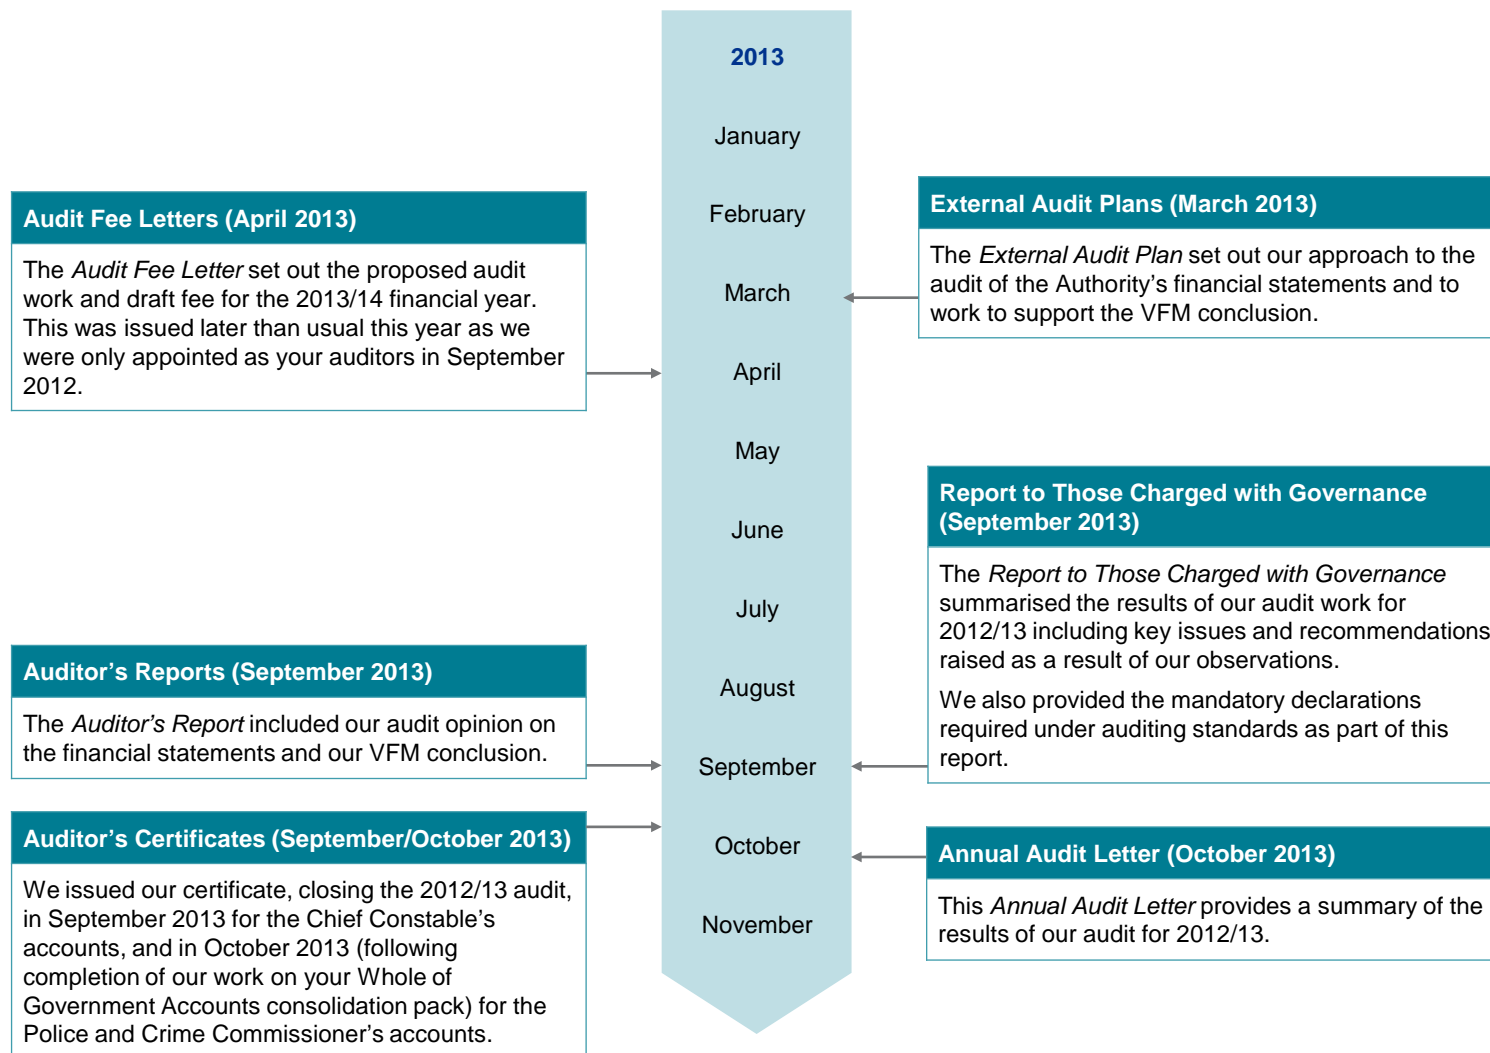 2013
January
February
March
April
May
June
July
August
September
October
November
Audit Fee Letters (April 2013)
The Audit Fee Letter set out the proposed audit
work and draft fee for the 2013/14 financial year.
This was issued later than usual this year as we
were only appointed as your auditors in September
2012.
Auditor’s Reports (September 2013)
The Auditor’s Report included our audit opinion on
the financial statements and our VFM conclusion.
Auditor’s Certificates (September/October 2013)
We issued our certificate, closing the 2012/13 audit,
in September 2013 for the Chief Constable’s
accounts, and in October 2013 (following
completion of our work on your Whole of
Government Accounts consolidation pack) for the
Police and Crime Commissioner’s accounts.
External Audit Plans (March 2013)
The External Audit Plan set out our approach to the
audit of the Authority’s financial statements and to
work to support the VFM conclusion.
Report to Those Charged with Governance
(September 2013)
The Report to Those Charged with Governance
summarised the results of our audit work for
2012/13 including key issues and recommendations
raised as a result of our observations.
We also provided the mandatory declarations
required under auditing standards as part of this
report.
Annual Audit Letter (October 2013)
This Annual Audit Letter provides a summary of the
results of our audit for 2012/13.